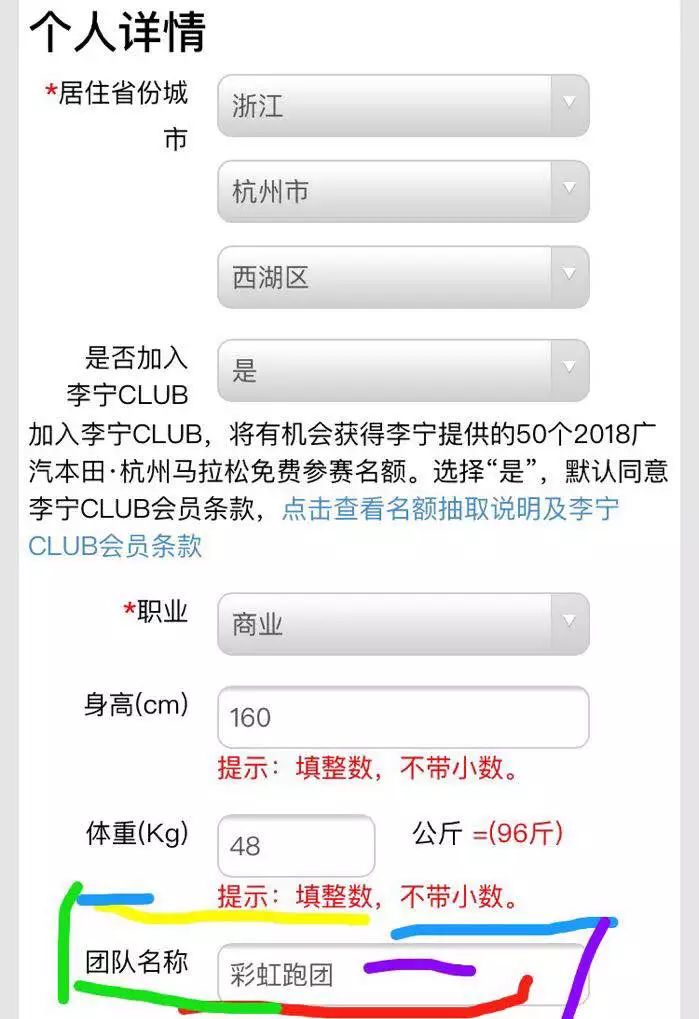 个人详情
*居住省份城
市
浙江
杭州市
西湖区
是否加入
李宁CLUB
是
加入李宁CLUB，将有机会获得李宁提供的50个2018广
汽本田·杭州马拉松免费参赛名额。选择“是”，默认同意
李宁CLUB会员条款，点击查看名额抽取说明及李宁
CLUB会员条款
*职业
商业
身高(cm)
160
提示：填整数，不带小数。
体重(Kg)
48
公斤 =(96斤)
提示：填整数，不带小数。
团队名称
彩虹跑团